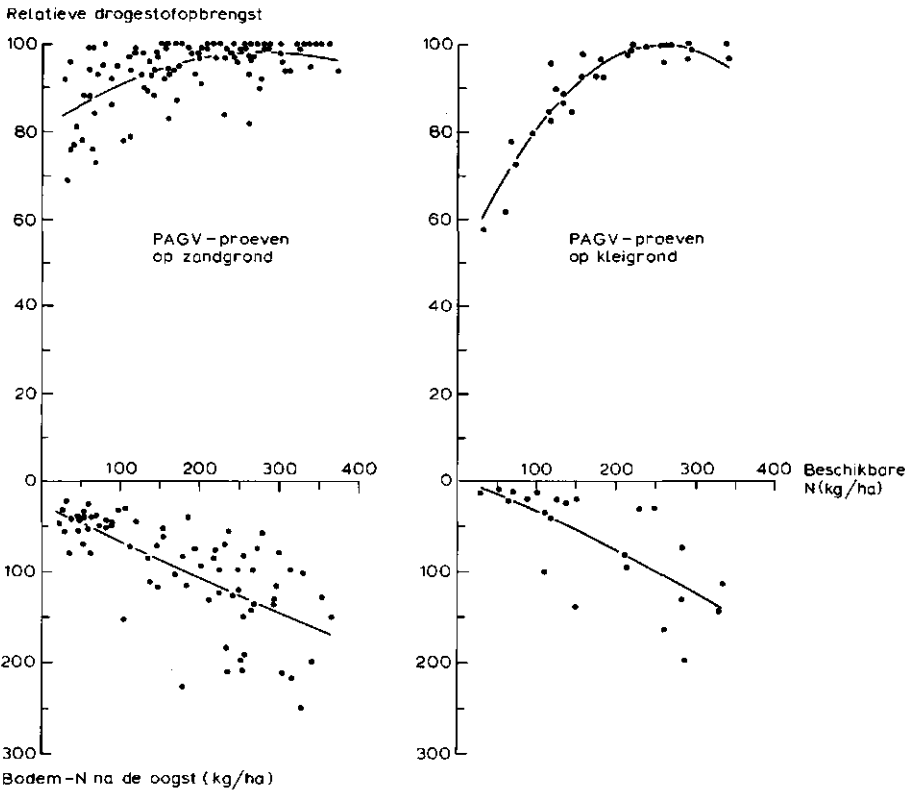 Relatieve drogestofopbrengst
100
80
60
40
20
0
PAGV-proeven
op zandgrond
100 200 300 400
100
200
300
Bodem-N na de oogst (kg/ha)
100
80
60
40
20
0
PAGV-proeven
op kleigrond
100 200 300 400
Beschikbare
N (kg/ha)
100
200
300